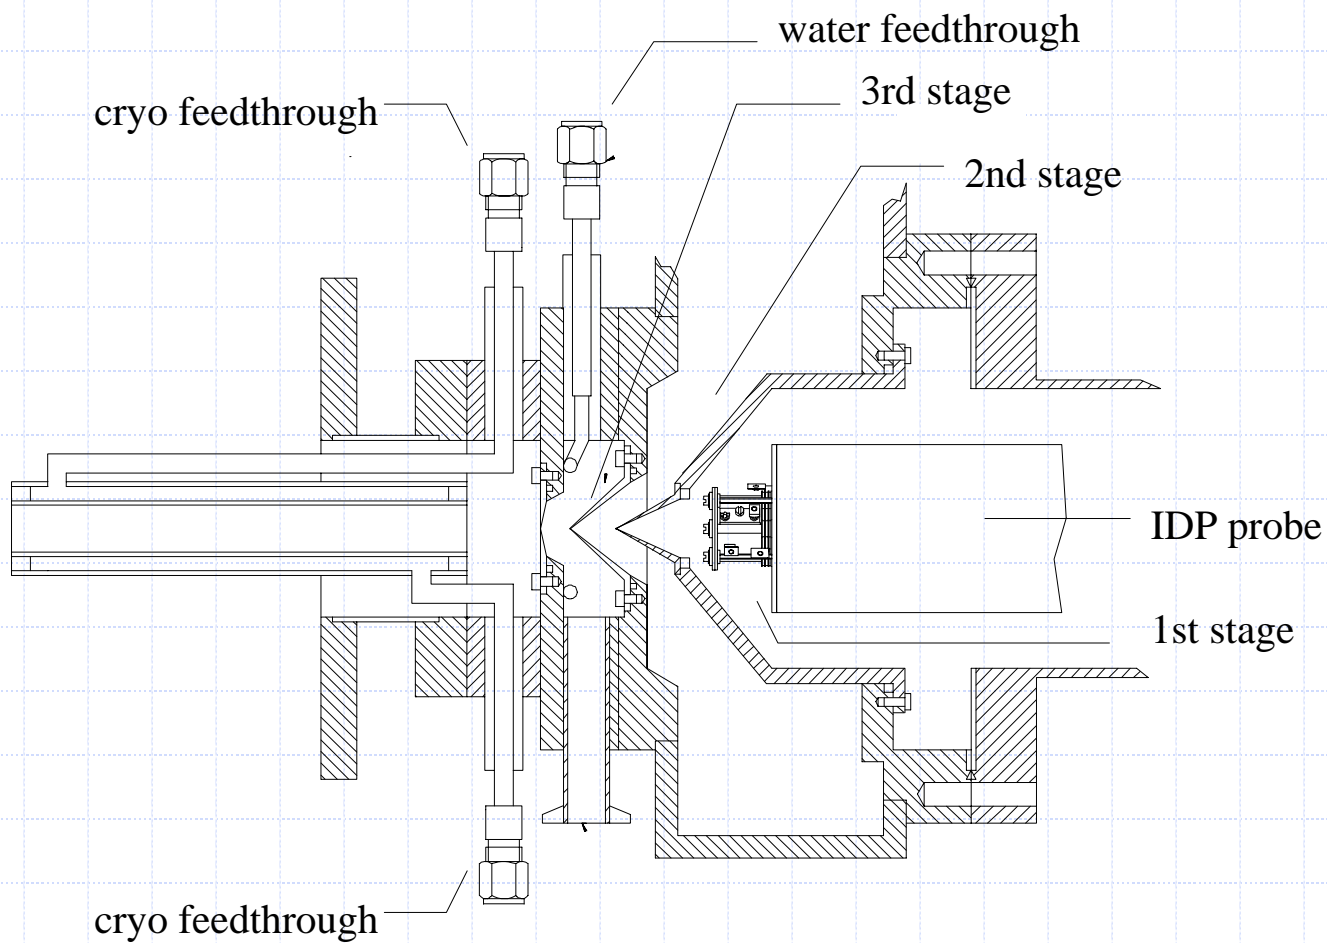 water feedthrough
3rd stage
cryo feedthrough
2nd stage
IDP probe
1st stage
cryo feedthrough